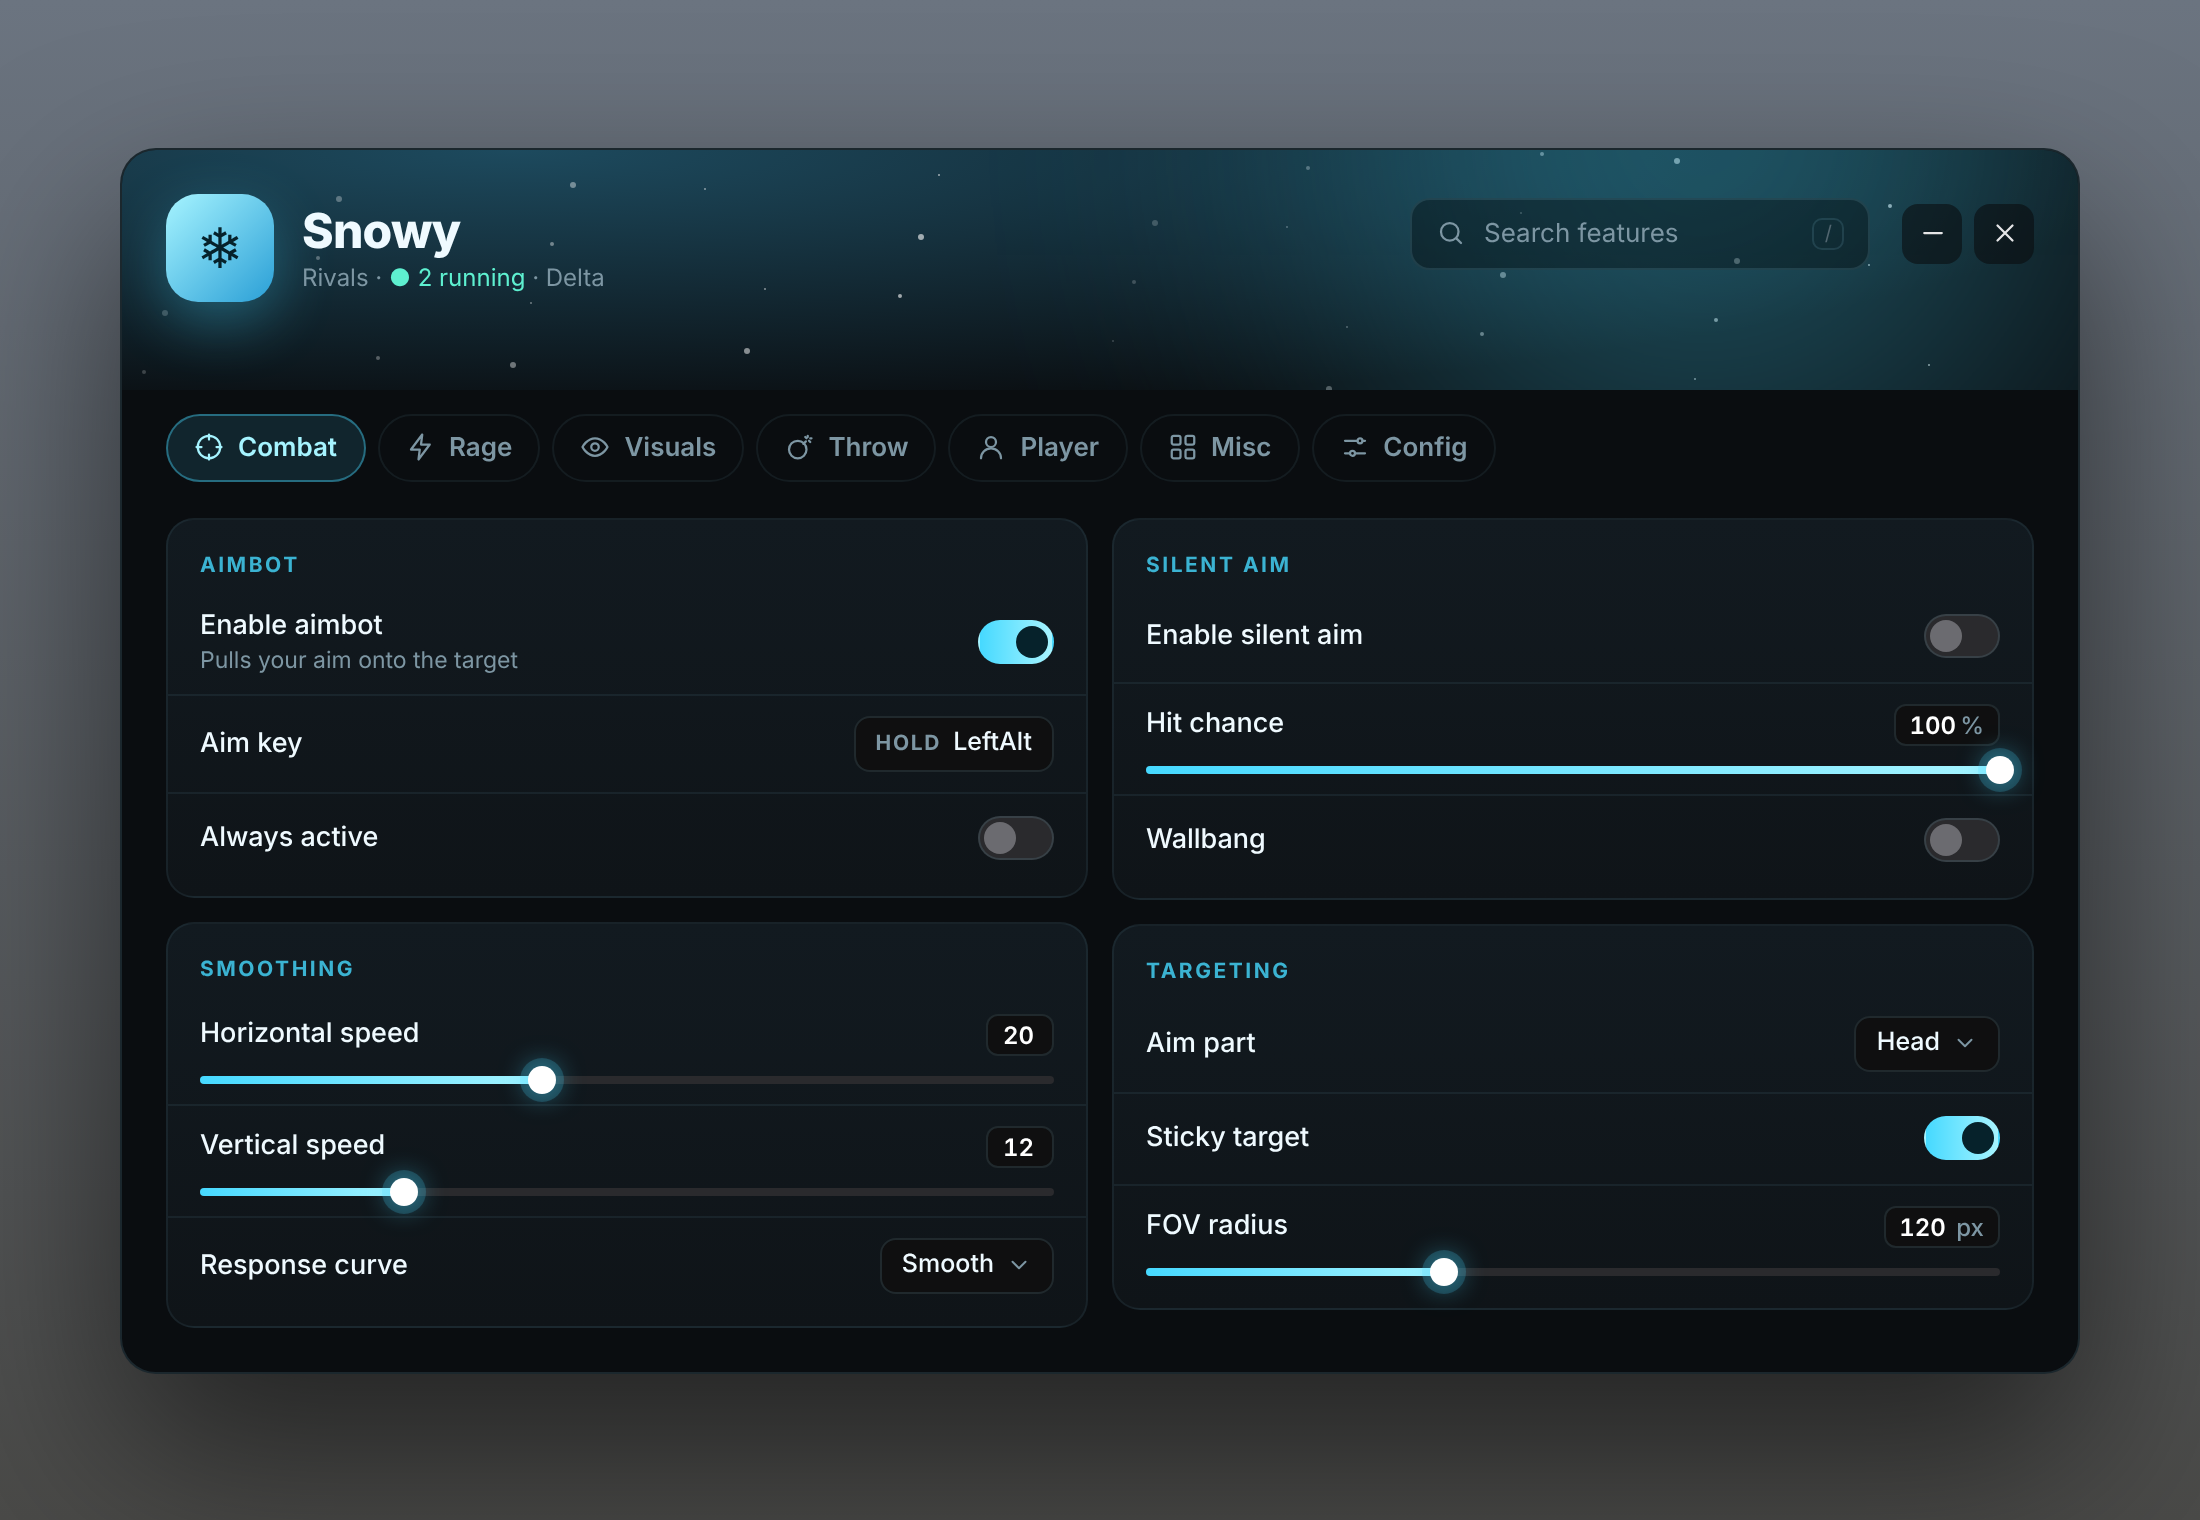 Snowy
Rivals · 2 running · Delta
Search features /
Combat Rage Visuals Throw Player Misc Config
AIMBOT
Enable aimbot
Pulls your aim onto the target
Aim key HOLD LeftAlt
Always active
SILENT AIM
Enable silent aim
Hit chance 100 %
Wallbang
SMOOTHING
Horizontal speed 20
Vertical speed 12
Response curve Smooth
TARGETING
Aim part Head
Sticky target
FOV radius 120 px